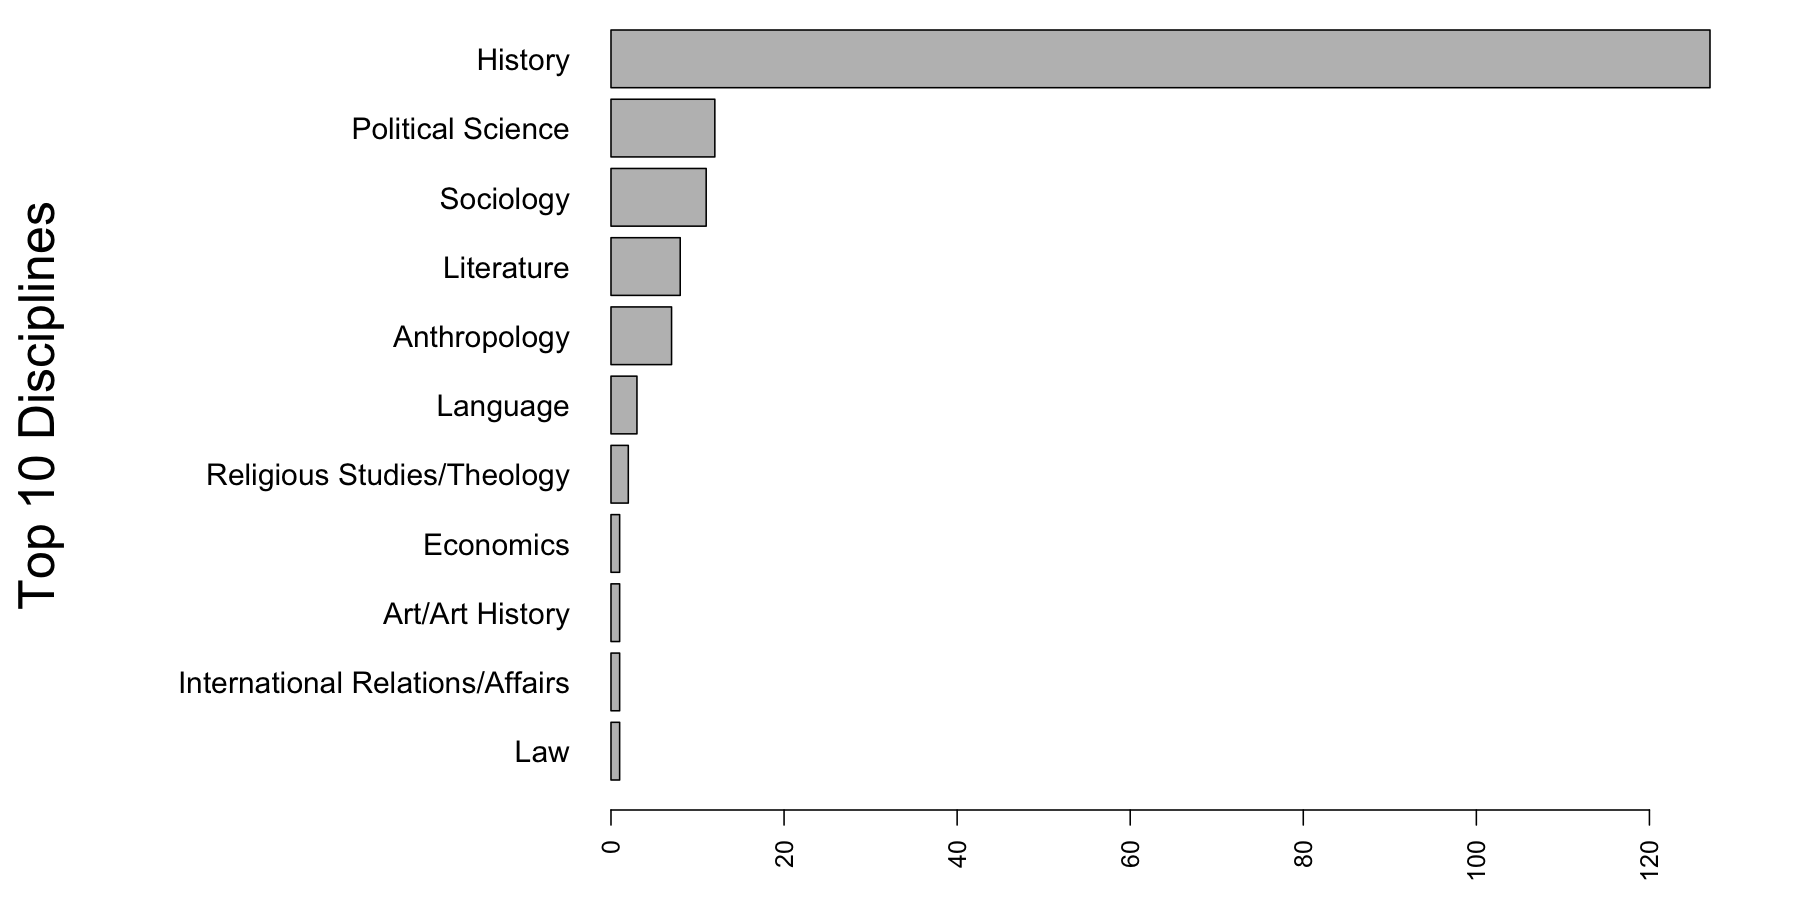 Top 10 Disciplines
History
Political Science
Sociology
Literature
Anthropology
Language
Religious Studies/Theology
Economics
Art/Art History
International Relations/Affairs
Law
0 20 40 60 80 100 120